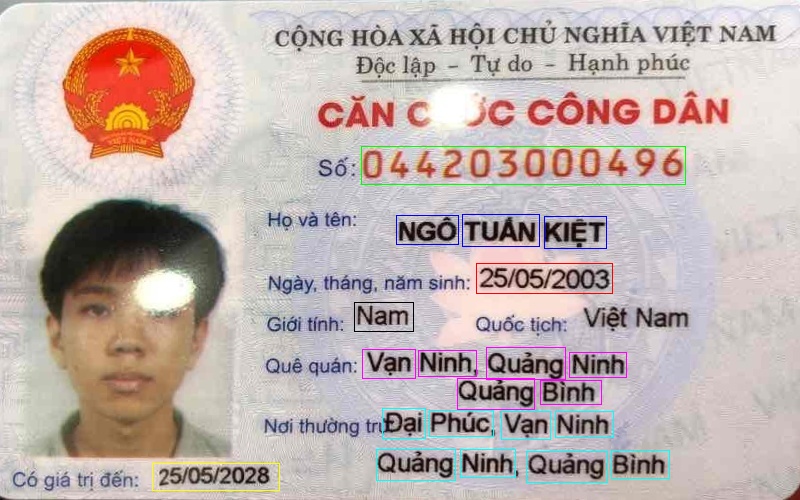 CỘNG HÒA XÃ HỘI CHỦ NGHĨA VIỆT NAM
Độc lập - Tự do - Hạnh phúc
CĂN CÔNG DÂN
Số: 044203000496
Họ và tên: NGÔ TUẤN KIỆT
Ngày, tháng, năm sinh: 25/05/2003
Giới tính: Nam Quốc tịch: Việt Nam
Quê quán: Vạn Ninh, Quảng Ninh
Quảng Bình
Nơi thường trú Đại Phúc, Vạn Ninh
Quảng Ninh, Quảng Bình
Có giá trị đến: 25/05/2028
VIỆT NAM